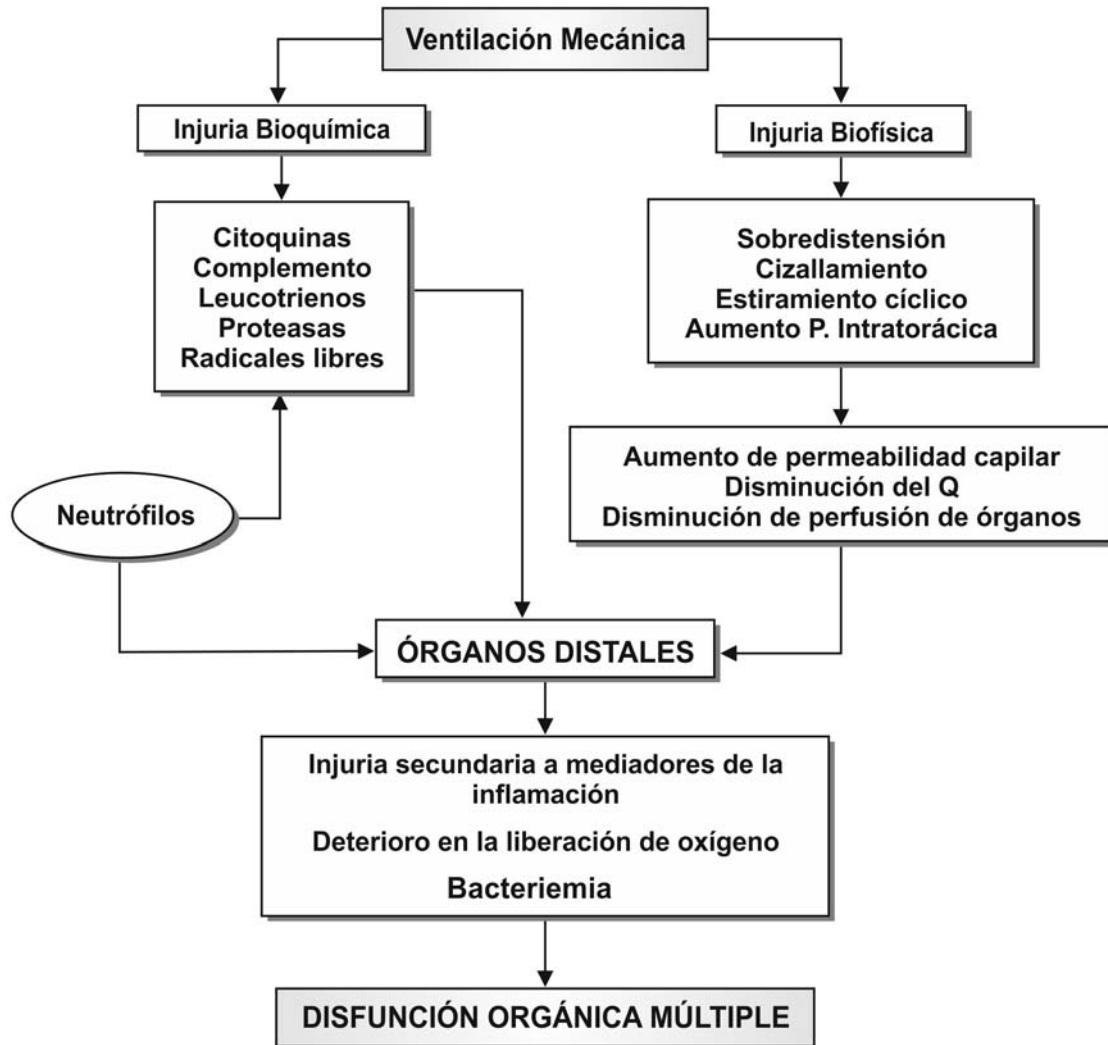 Ventilación Mecánica
Injuria Bioquímica
Injuria Biofísica
Citoquinas
Complemento
Leucotrienos
Proteasas
Radicales libres
Sobredistensión
Cizallamiento
Estiramiento cíclico
Aumento P. Intratorácica
Neutrófilos
Aumento de permeabilidad capilar
Disminución del Q
Disminución de perfusión de órganos
ÓRGANOS DISTALES
Injuria secundaria a mediadores de la
inflamación
Deterioro en la liberación de oxígeno
Bacteriemia
DISFUNCIÓN ORGÁNICA MÚLTIPLE